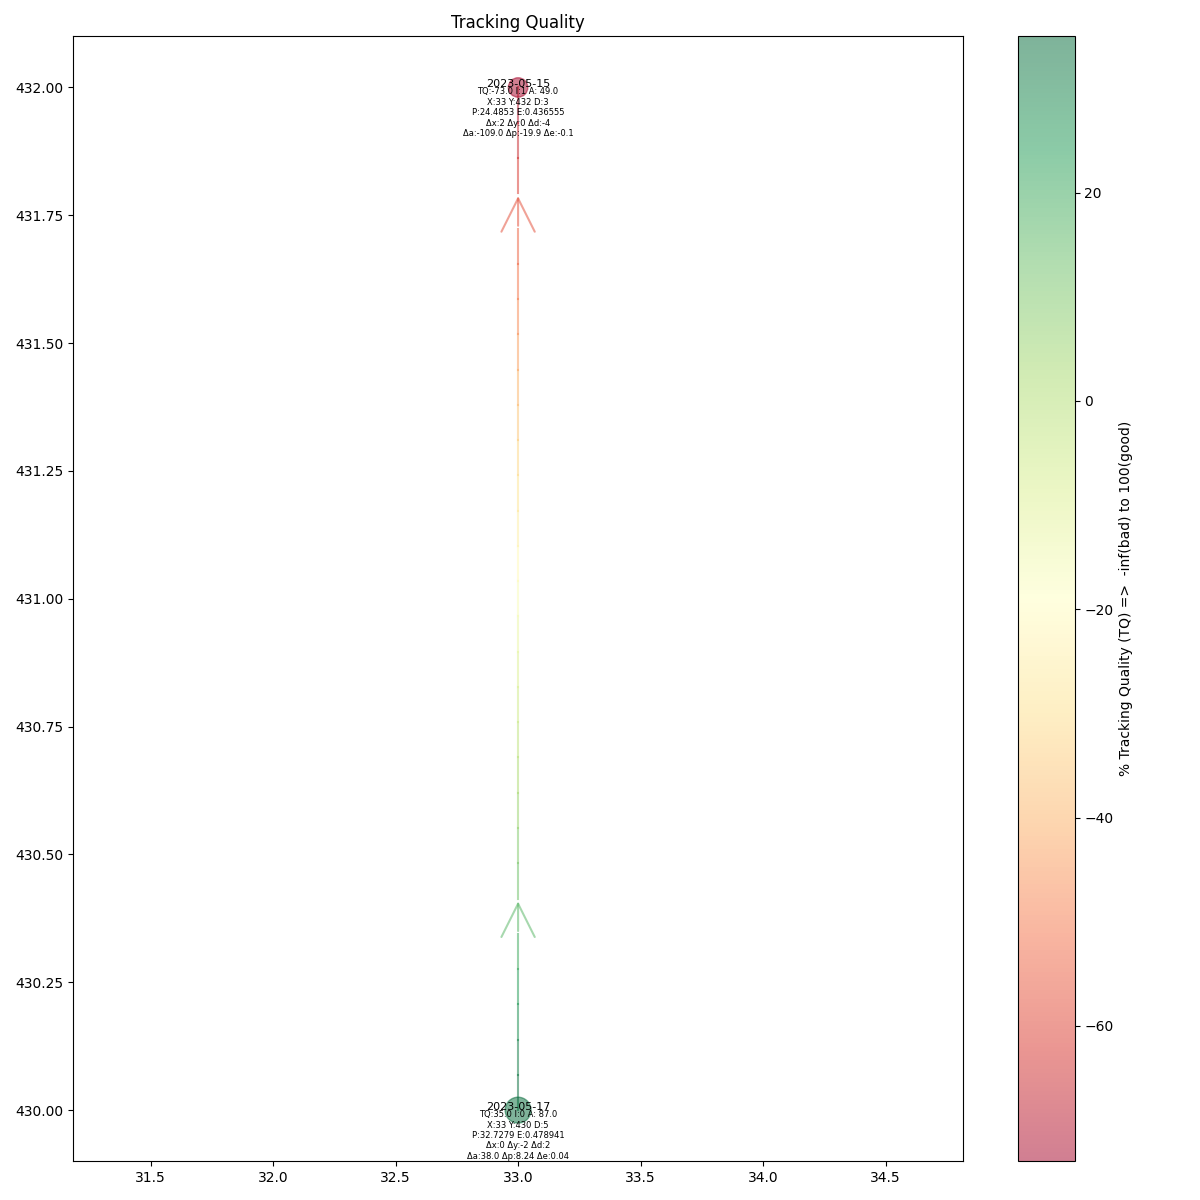 Tracking Quality
432.00
431.75
431.50
431.25
431.00
430.75
430.50
430.25
430.00
2023-05-15
TQ:-73.0 I:1 A: 49.0
X:33 Y:432 D:3
P:24.4853 E:0.436555
Δx:2 Δy:0 Δd:-4
Δa:-109.0 Δp:-19.9 Δe:-0.1
2023-05-17
TQ:35.0 I:0 A: 87.0
X:33 Y:430 D:5
P:32.7279 E:0.478941
Δx:0 Δy:-2 Δd:2
Δa:38.0 Δp:8.24 Δe:0.04
31.5
32.0
32.5
33.0
33.5
34.0
34.5
20
0
−20
−40
−60
% Tracking Quality (TQ) => -inf(bad) to 100(good)